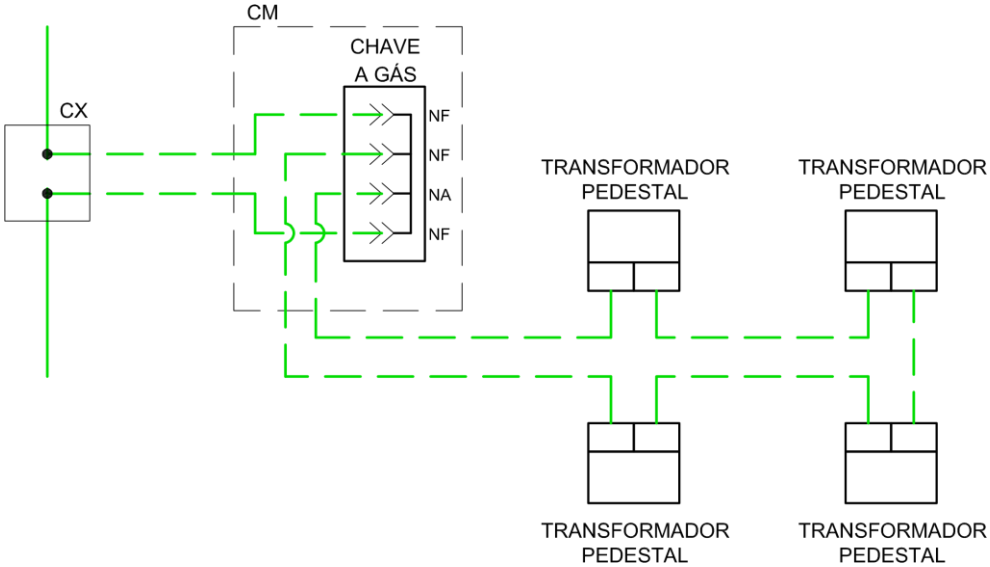 CM
CHAVE
A GÁS
CX
NF
NF
NA
NF
TRANSFORMADOR
PEDESTAL
TRANSFORMADOR
PEDESTAL
TRANSFORMADOR
PEDESTAL
TRANSFORMADOR
PEDESTAL